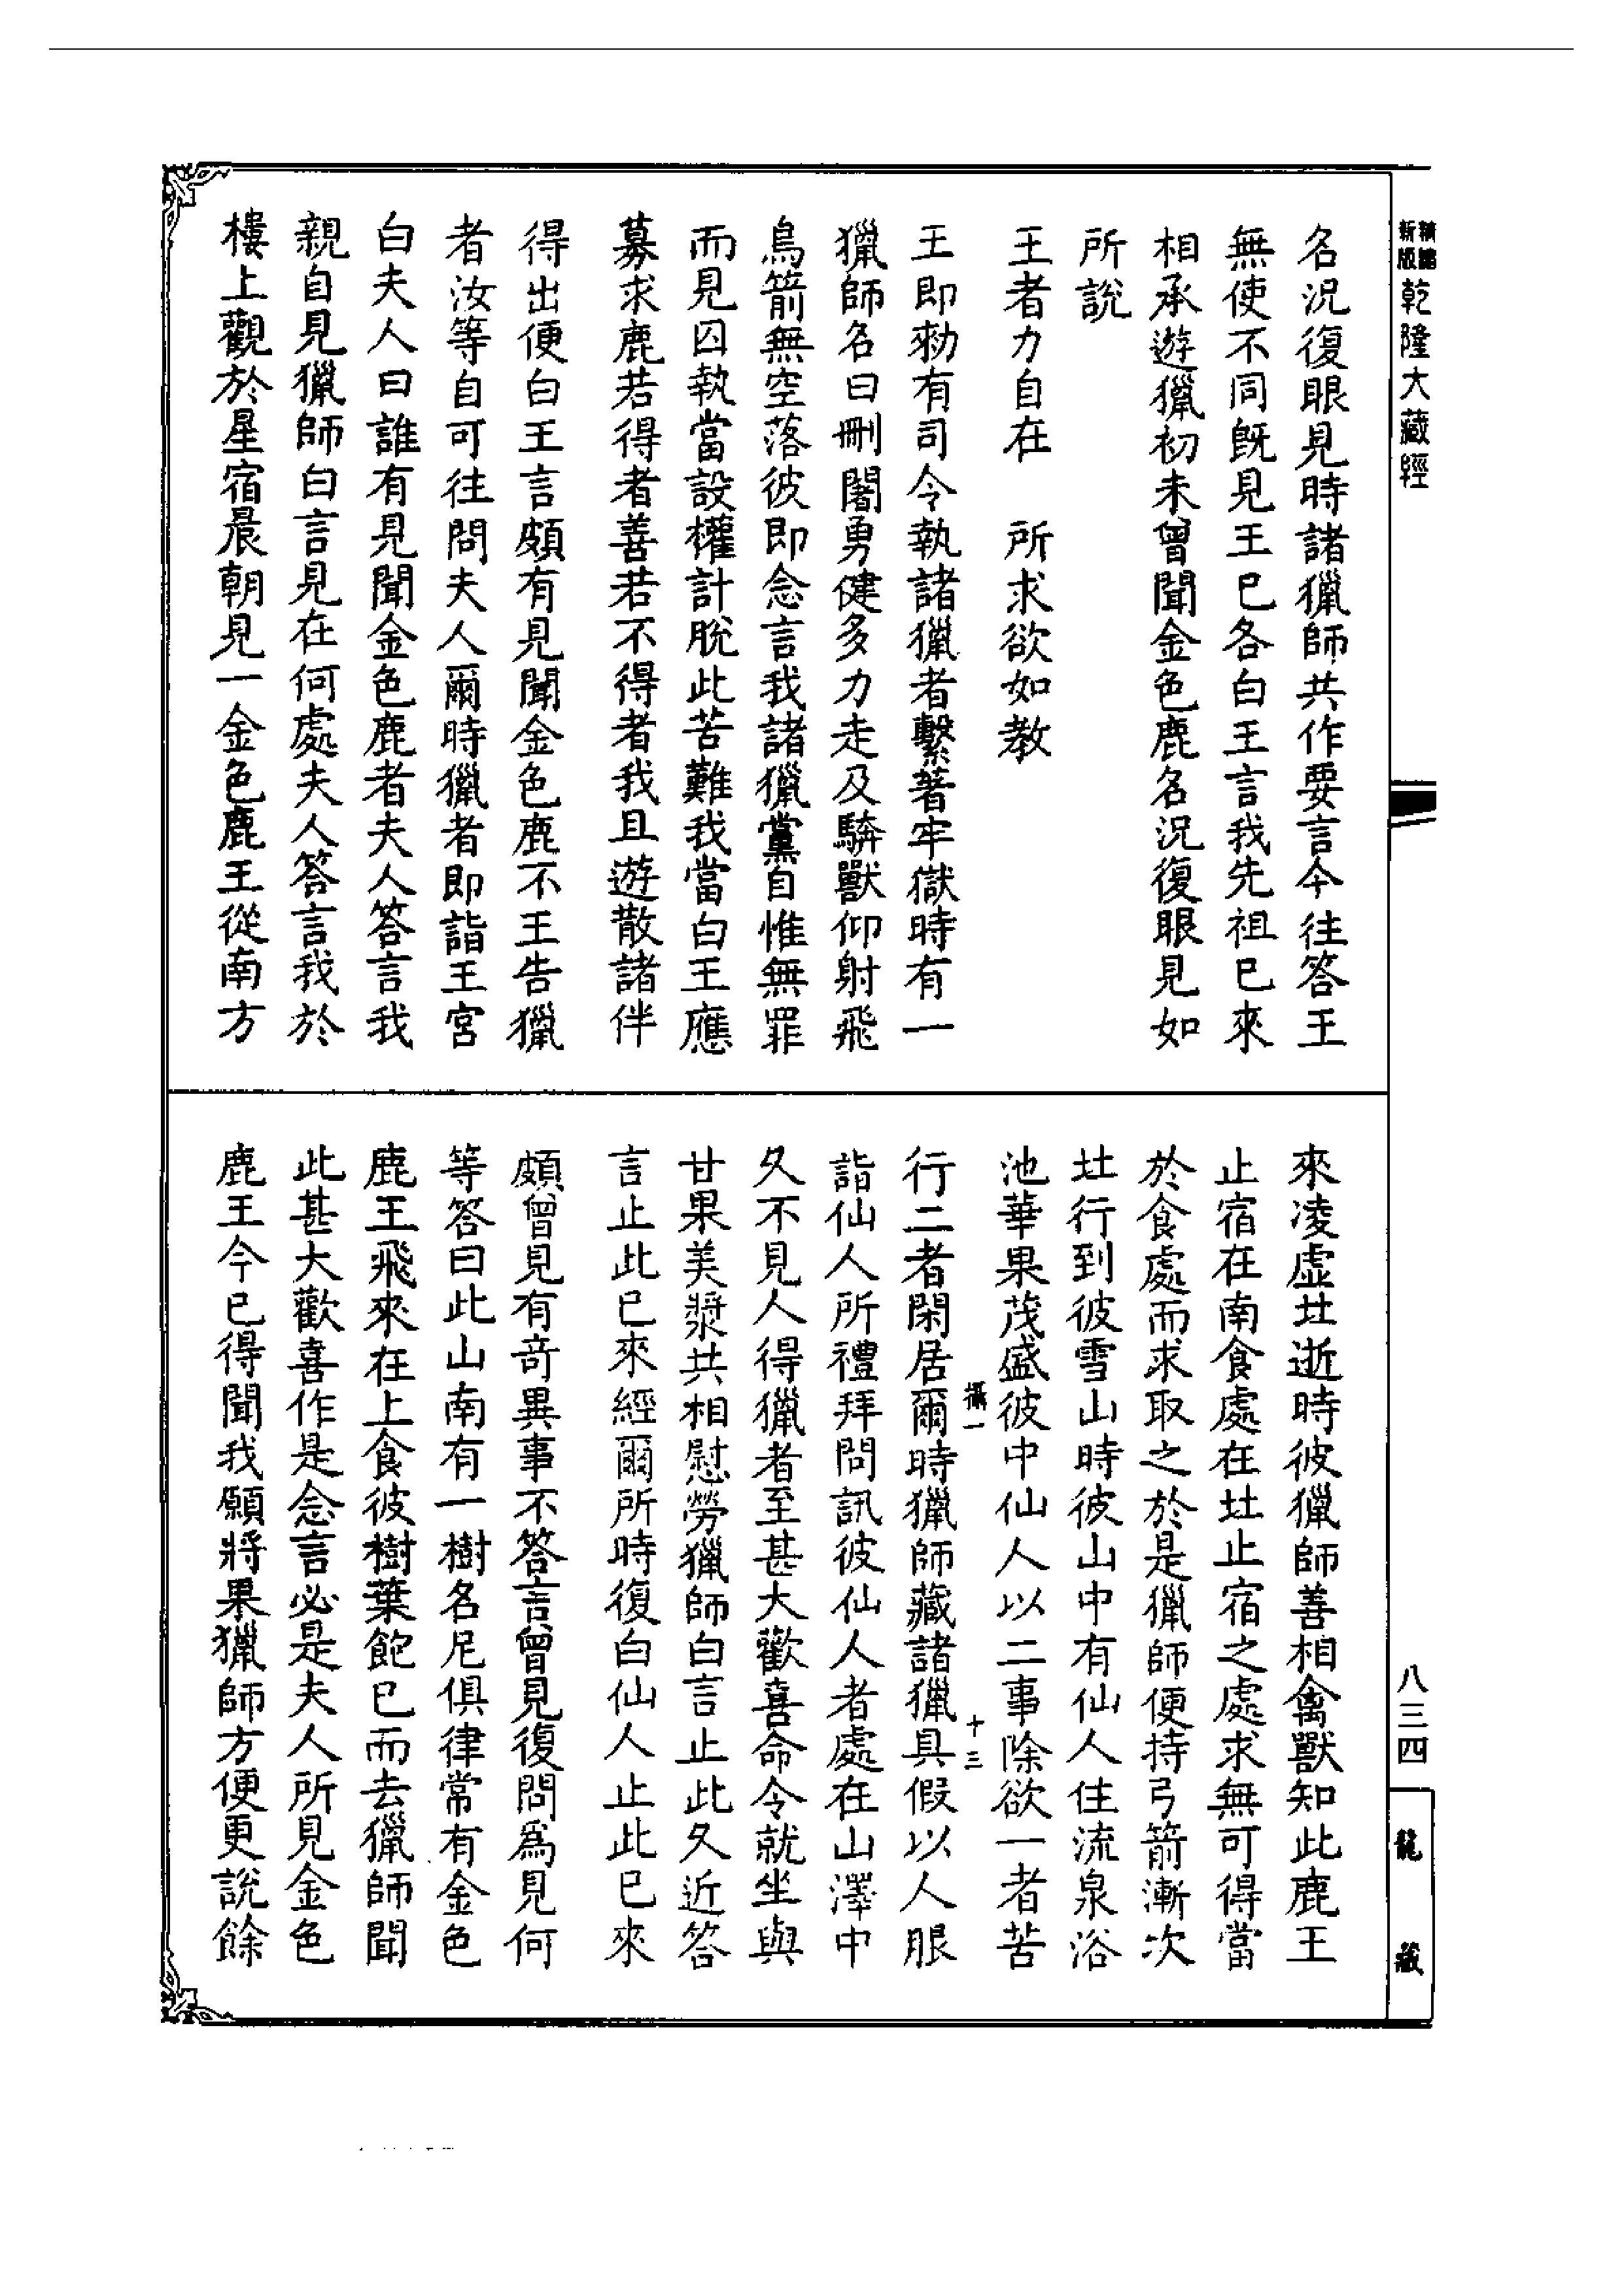 精編新版乾隆大藏經
名況復眼見時諸獵師共作要言今往答王
無使不同既見王已各白王言我先祖已來
相承遊獵初未曾聞金色鹿名況復眼見如
所說
王者力自在　所求欲如教
王即勑有司令執諸獵者繫著牢獄時有一
獵師名曰刪闍勇健多力走及騎獸仰射飛
鳥箭無空落彼即念言我諸獵黨自惟無罪
而見囚執當設權計脫此苦難我當白王應
募求鹿若得者善若不得者我且遊散諸伴
得出便白王言頗有見聞金色鹿不王告獵
者汝等自可往問夫人爾時獵者即詣王宮
白夫人曰誰有見聞金色鹿者夫人答言我
親自見獵師白言見在何處夫人答言我於
樓上觀於星宿晨朝見一金色鹿王從南方
來凌虛𡉏逝時彼獵師善相禽獸知此鹿王
止宿在南食處在𡉏止宿之處求無可得當
於食處而求取之於是獵師便持弓箭漸次
𡉏行到彼雪山時彼山中有仙人住流泉浴
池華果茂盛彼中仙人以二事除欲一者苦
攝一　十三
行二者閑居爾時獵師藏諸獵具假以人服
詣仙人所禮拜問訊彼仙人者處在山澤中
久不見人得獵者至甚大歡喜命令就坐與
甘果美漿共相慰勞獵師白言止此久近答
言止此已來經爾所時復白仙人止此已來
頗曾見有奇異事不答言曾見復問爲見何
等答曰此山南有一樹名尼俱律常有金色
鹿王飛來在上食彼樹葉飽已而去獵師聞
此甚大歡喜作是念言必是夫人所見金色
鹿王今已得聞我願將果獵師方便更說餘
八三四
龍藏